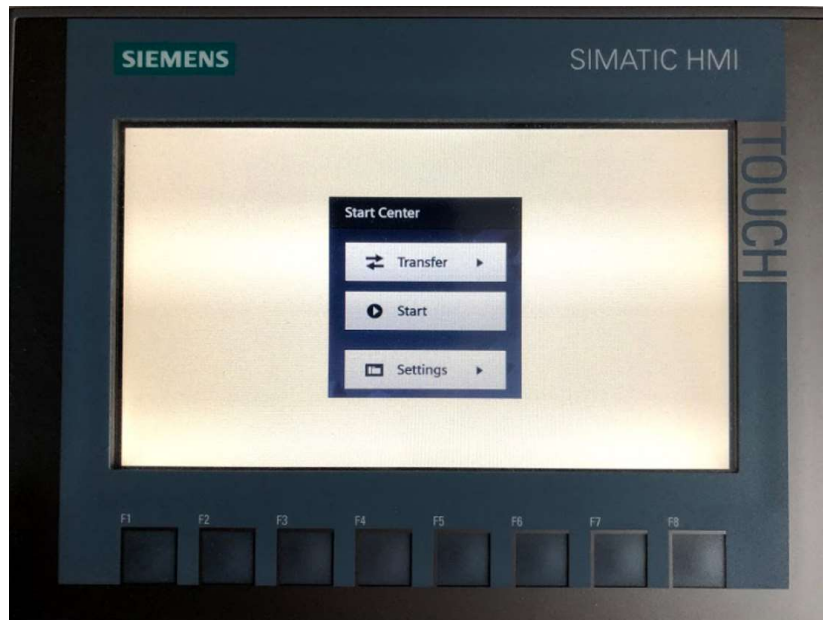 SIEMENS
SIMATIC HMI
TOUCH
Start Center
Transfer
Start
Settings
F1 F2 F3 F4 F5 F6 F7 F8